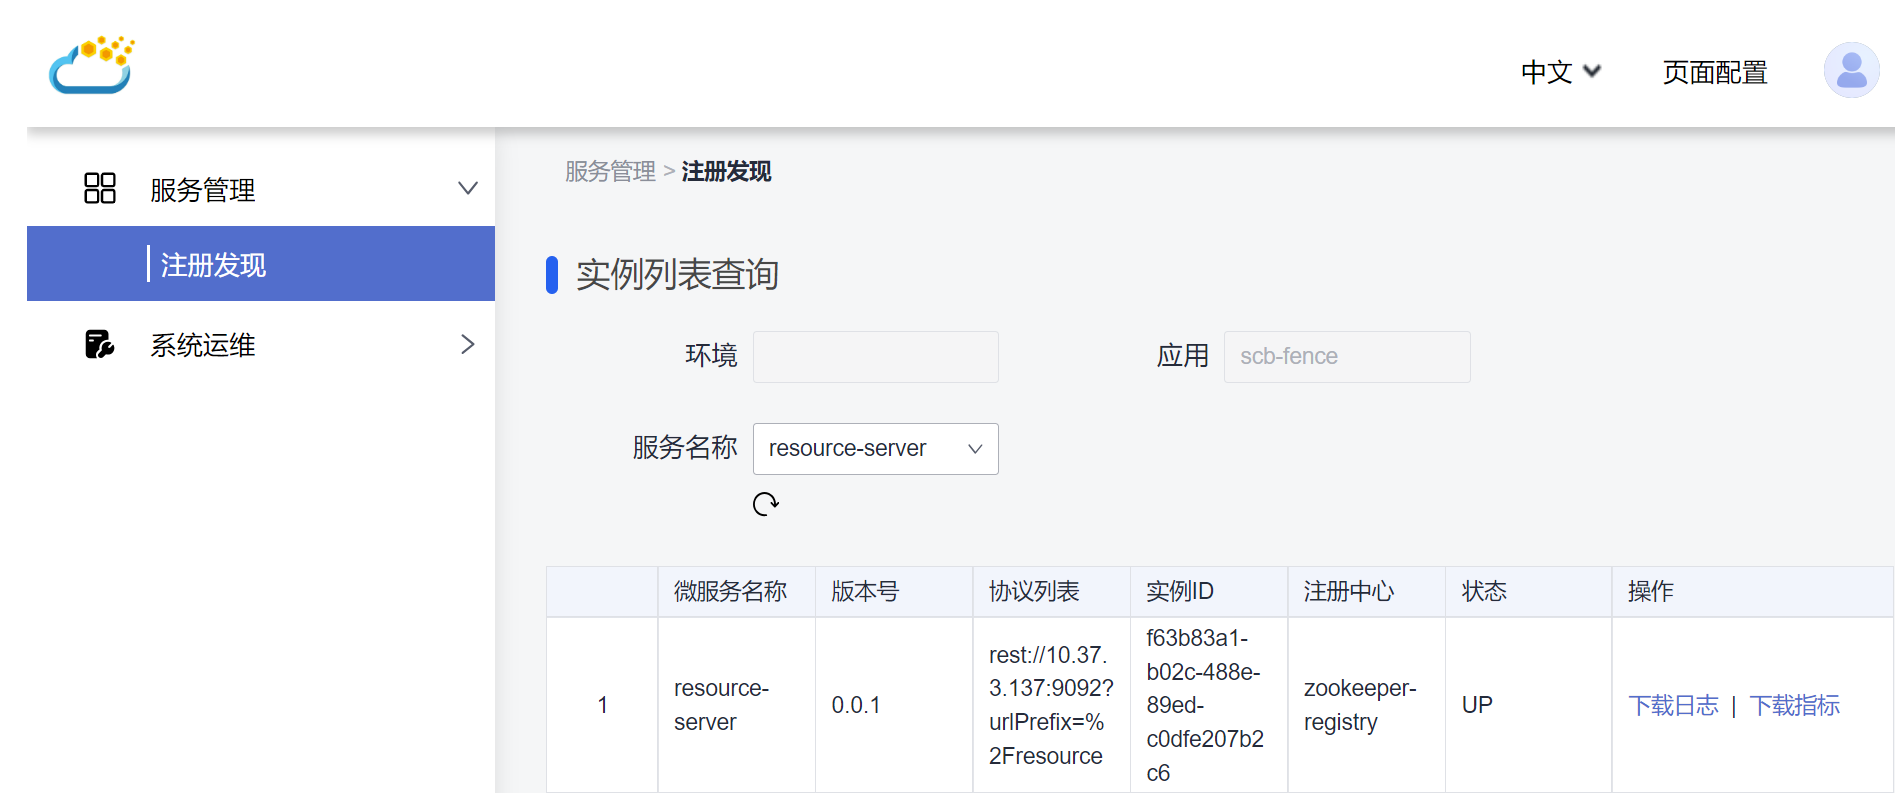 中文
页面配置
服务管理
注册发现
系统运维
服务管理 > 注册发现
实例列表查询
环境
应用 scb-fence
服务名称 resource-server
微服务名称 版本号 协议列表 实例ID 注册中心 状态 操作
1
resource-
server
0.0.1
rest://10.37.
3.137:9092?
urlPrefix=%
2Fresource
f63b83a1-
b02c-488e-
89ed-
c0dfe207b2
c6
zookeeper-
registry
UP
下载日志 | 下载指标